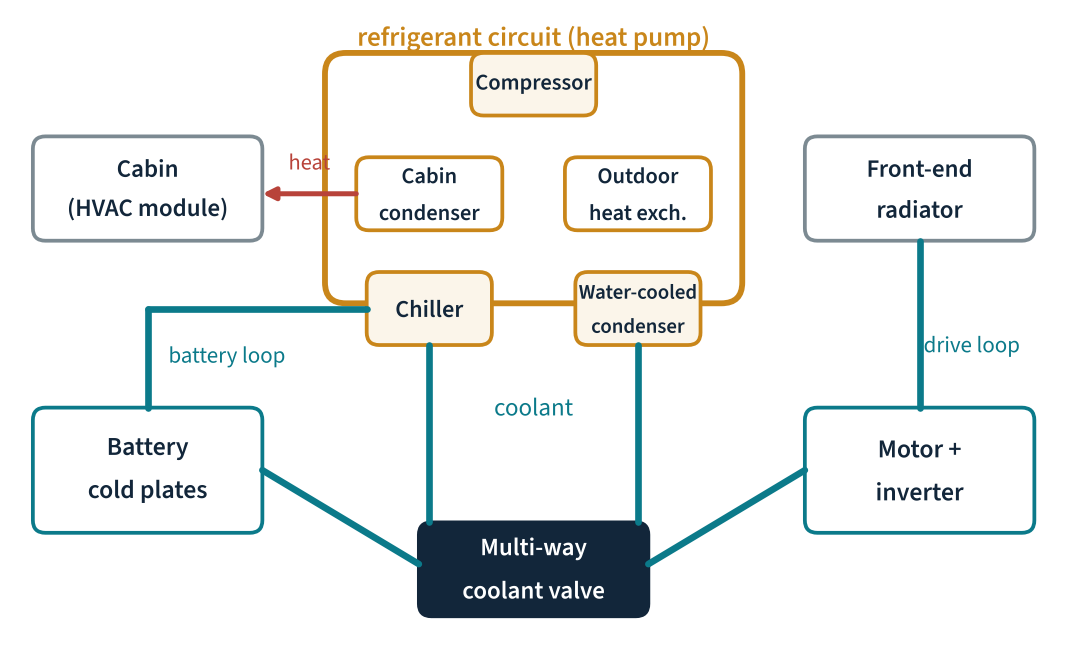 refrigerant circuit (heat pump)
Compressor
Cabin
(HVAC module)
heat
Cabin
condenser
Outdoor
heat exch.
Front-end
radiator
Chiller
Water-cooled
condenser
battery loop
drive loop
coolant
Battery
cold plates
Motor +
inverter
Multi-way
coolant valve